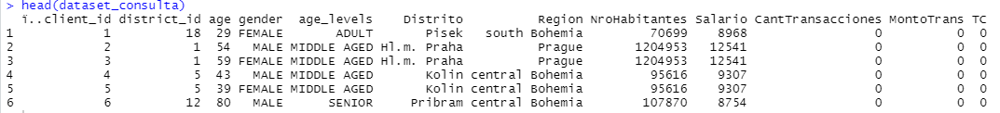 > head(dataset_consulta)
ï..client_id district_id age gender age_levels Distrito Region NroHabitantes Salario CantTransacciones MontoTrans TC
1 1 18 29 FEMALE ADULT Pisek south Bohemia 70699 8968 0 0 0
2 2 1 54 MALE MIDDLE AGED Hl.m. Praha Prague 1204953 12541 0 0 0
3 3 1 59 FEMALE MIDDLE AGED Hl.m. Praha Prague 1204953 12541 0 0 0
4 4 5 43 MALE MIDDLE AGED Kolin central Bohemia 95616 9307 0 0 0
5 5 5 39 FEMALE MIDDLE AGED Kolin central Bohemia 95616 9307 0 0 0
6 6 12 80 MALE SENIOR Pribram central Bohemia 107870 8754 0 0 0